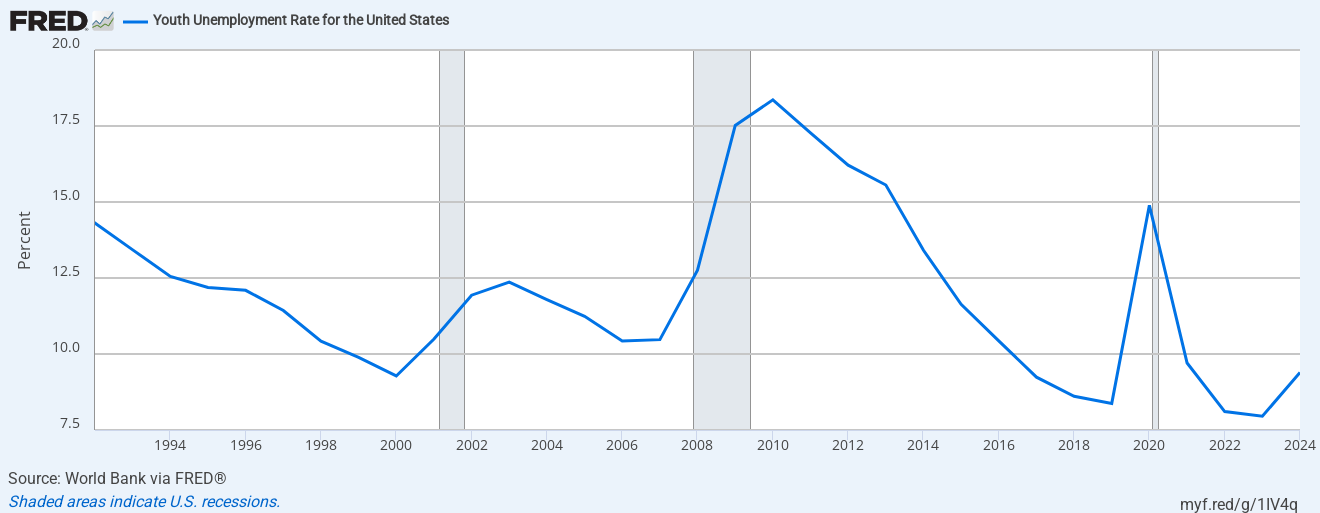 FRED
Youth Unemployment Rate for the United States
20.0
17.5
15.0
12.5
10.0
7.5
Percent
1994 1996 1998 2000 2002 2004 2006 2008 2010 2012 2014 2016 2018 2020 2022 2024
Source: World Bank via FRED®
Shaded areas indicate U.S. recessions.
myf.red/g/1IV4q